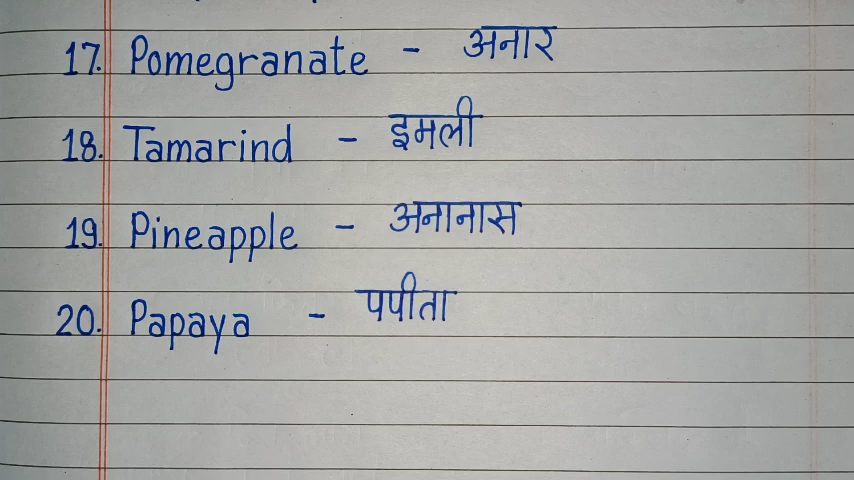 17. Pomegranate - अनार
18. Tamarind - इमली
19. Pineapple - अनानास
20. Papaya - पपीता